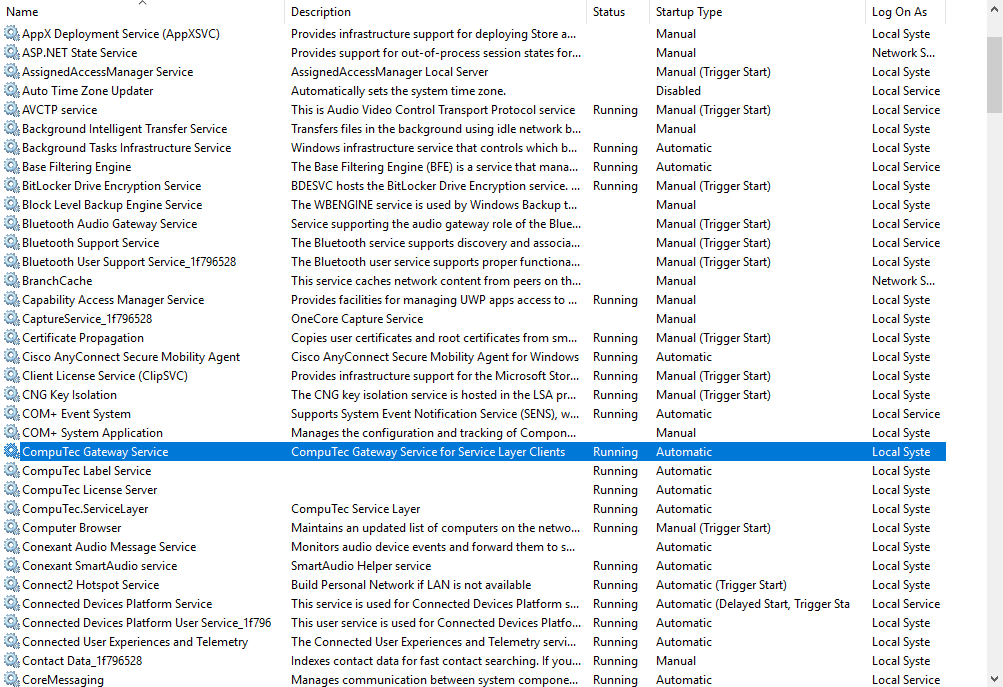 Name Description Status Startup Type Log On As
AppX Deployment Service (AppXSVC) Provides infrastructure support for deploying Store a... Manual Local Syste
ASP.NET State Service Provides support for out-of-process session states for... Manual Network S...
AssignedAccessManager Service AssignedAccessManager Local Server Manual (Trigger Start) Local Syste
Auto Time Zone Updater Automatically sets the system time zone. Disabled Local Service
AVCTP service This is Audio Video Control Transport Protocol service Running Manual (Trigger Start) Local Service
Background Intelligent Transfer Service Transfers files in the background using idle network b... Manual Local Syste
Background Tasks Infrastructure Service Windows infrastructure service that controls which b... Running Automatic Local Syste
Base Filtering Engine The Base Filtering Engine (BFE) is a service that mana... Running Automatic Local Service
BitLocker Drive Encryption Service BDESVC hosts the BitLocker Drive Encryption service. ... Running Manual (Trigger Start) Local Syste
Block Level Backup Engine Service The WBENGINE service is used by Windows Backup t... Manual Local Syste
Bluetooth Audio Gateway Service Service supporting the audio gateway role of the Blue... Manual (Trigger Start) Local Service
Bluetooth Support Service The Bluetooth service supports discovery and associa... Manual (Trigger Start) Local Service
Bluetooth User Support Service_1f796528 The Bluetooth user service supports proper functiona... Manual (Trigger Start) Local Syste
BranchCache This service caches network content from peers on th... Manual Network S...
Capability Access Manager Service Provides facilities for managing UWP apps access to ... Running Manual Local Syste
CaptureService_1f796528 OneCore Capture Service Manual Local Syste
Certificate Propagation Copies user certificates and root certificates from sm... Running Manual (Trigger Start) Local Syste
Cisco AnyConnect Secure Mobility Agent Cisco AnyConnect Secure Mobility Agent for Windows Running Automatic Local Syste
Client License Service (ClipSVC) Provides infrastructure support for the Microsoft Stor... Running Manual (Trigger Start) Local Syste
CNG Key Isolation The CNG key isolation service is hosted in the LSA pr... Running Manual (Trigger Start) Local Syste
COM+ Event System Supports System Event Notification Service (SENS), w... Running Automatic Local Service
COM+ System Application Manages the configuration and tracking of Compon... Manual Local Syste
CompuTec Gateway Service CompuTec Gateway Service for Service Layer Clients Running Automatic Local Syste
CompuTec Label Service Running Automatic Local Syste
CompuTec License Server Running Automatic Local Syste
CompuTec.ServiceLayer CompuTec Service Layer Running Automatic Local Syste
Computer Browser Maintains an updated list of computers on the netwo... Running Manual (Trigger Start) Local Syste
Conexant Audio Message Service Monitors audio device events and forward them to s... Automatic Local Syste
Conexant SmartAudio service SmartAudio Helper service Running Automatic Local Syste
Connect2 Hotspot Service Build Personal Network if LAN is not available Running Automatic (Trigger Start) Local Syste
Connected Devices Platform Service This service is used for Connected Devices Platform s... Running Automatic (Delayed Start, Trigger Sta Local Service
Connected Devices Platform User Service_1f796 This user service is used for Connected Devices Platfo... Running Automatic Local Syste
Connected User Experiences and Telemetry The Connected User Experiences and Telemetry servi... Running Automatic Local Syste
Contact Data_1f796528 Indexes contact data for fast contact searching. If you... Running Manual Local Syste
CoreMessaging Manages communication between system compone... Running Automatic Local Syste